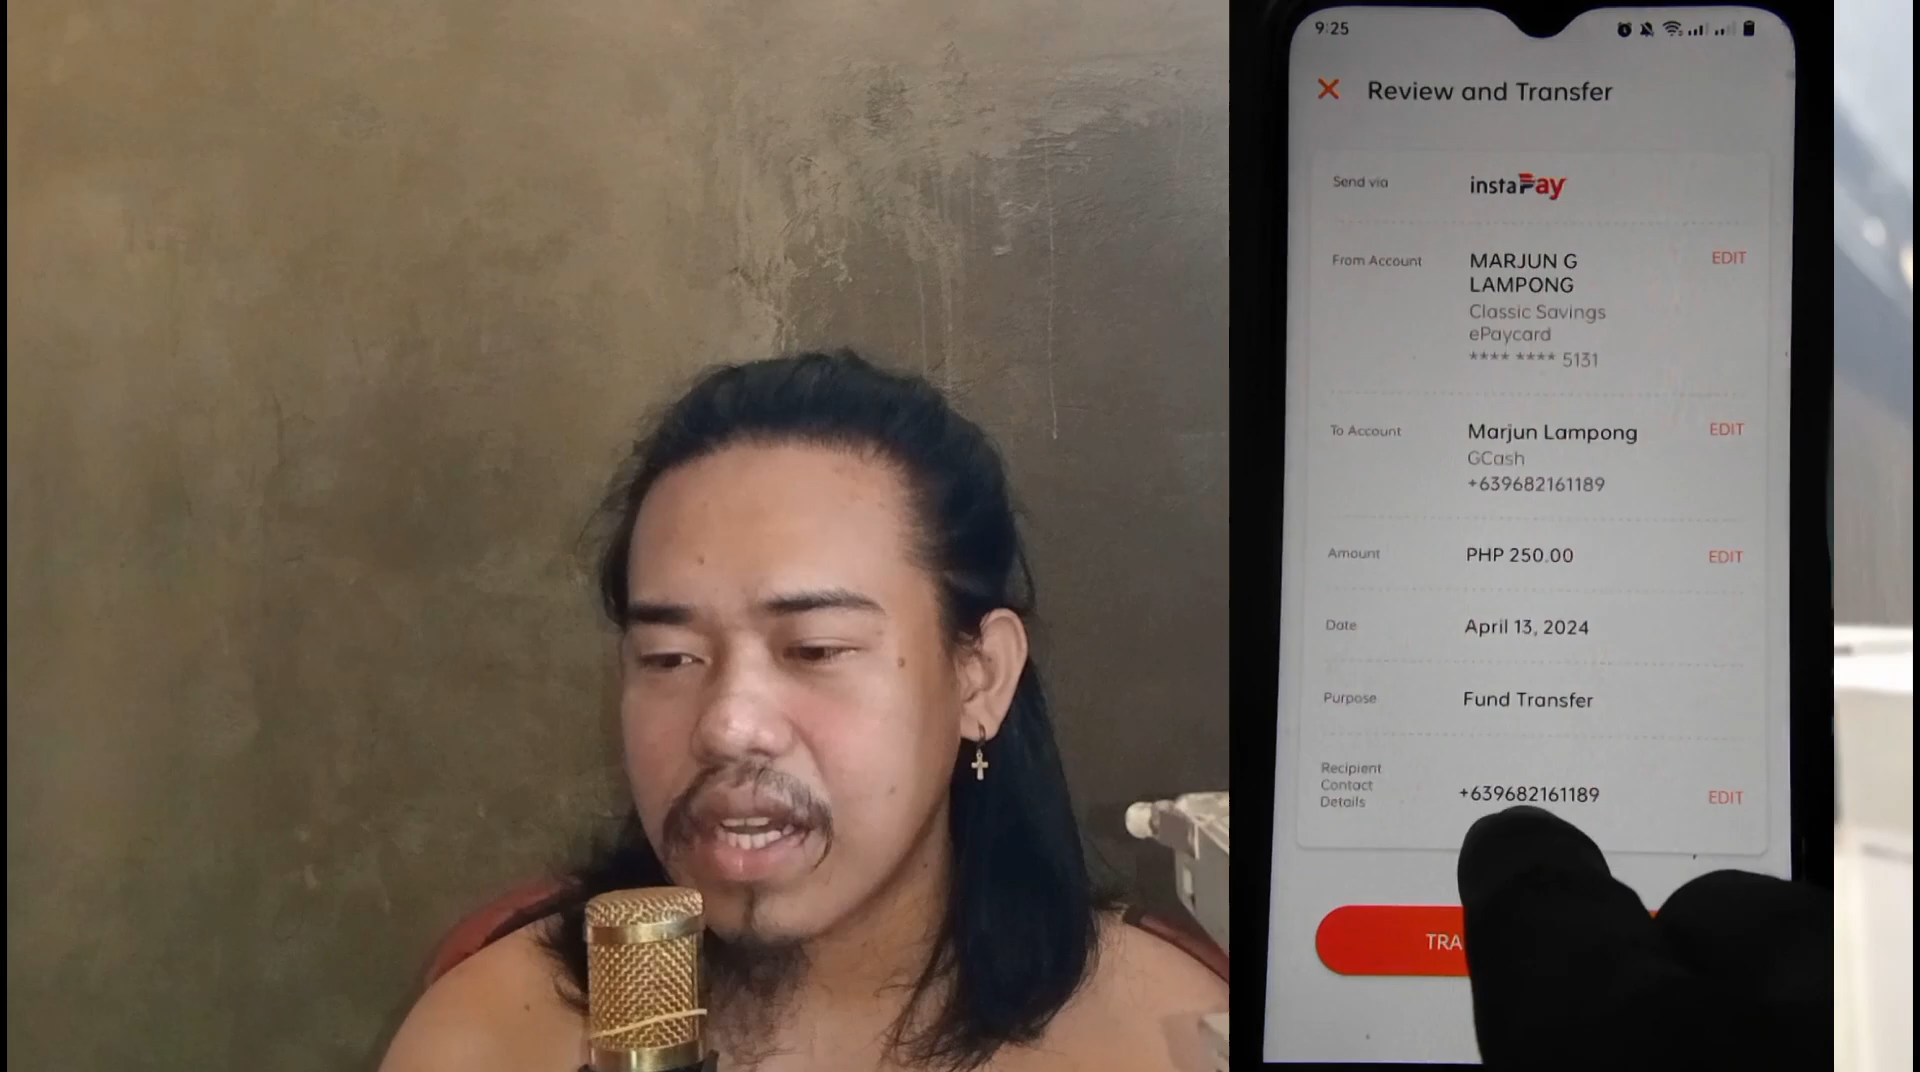 9:25
Review and Transfer
Send via
instaPay
From Account
MARJUN G
LAMPONG
EDIT
Classic Savings
ePaycard
**** **** 5131
To Account
Marjun Lampong
EDIT
GCash
+639682161189
Amount
PHP 250.00
EDIT
Date
April 13, 2024
Purpose
Fund Transfer
Recipient
Contact
Details
+639682161189
EDIT
TRA